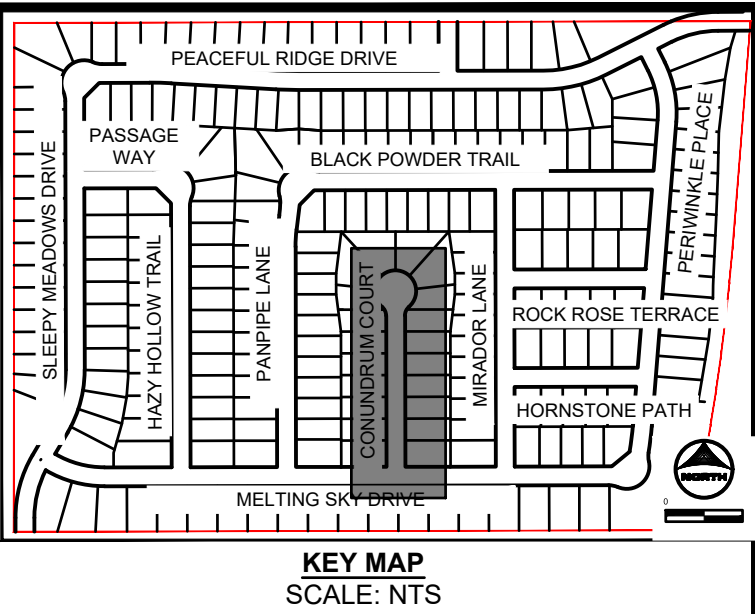 PEACEFUL RIDGE DRIVE
PASSAGE
WAY
BLACK POWDER TRAIL
SLEEPY MEADOWS DRIVE
HAZY HOLLOW TRAIL
PANPIPE LANE
CONUNDRUM COURT
MIRADOR LANE
PERIWINKLE PLACE
ROCK ROSE TERRACE
HORNSTONE PATH
MELTING SKY DRIVE
NORTH
0
KEY MAP
SCALE: NTS